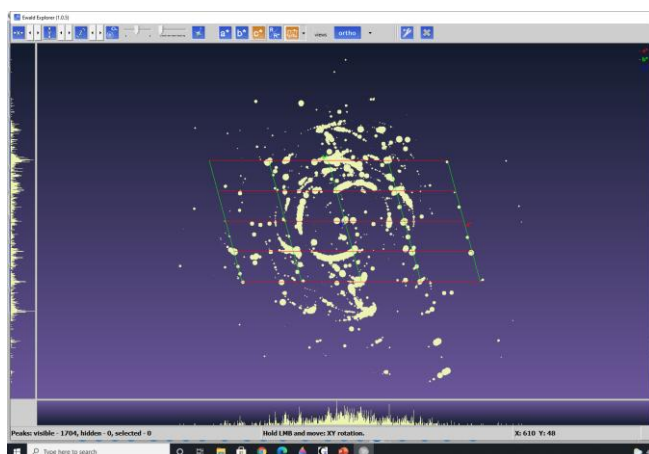 Ewald Explorer (1.0.5)
a* b* c* views ortho
Peaks: visible - 1704, hidden - 0, selected - 0 Hold LMB and move: XY rotation. X: 610 Y: 48
Type here to search